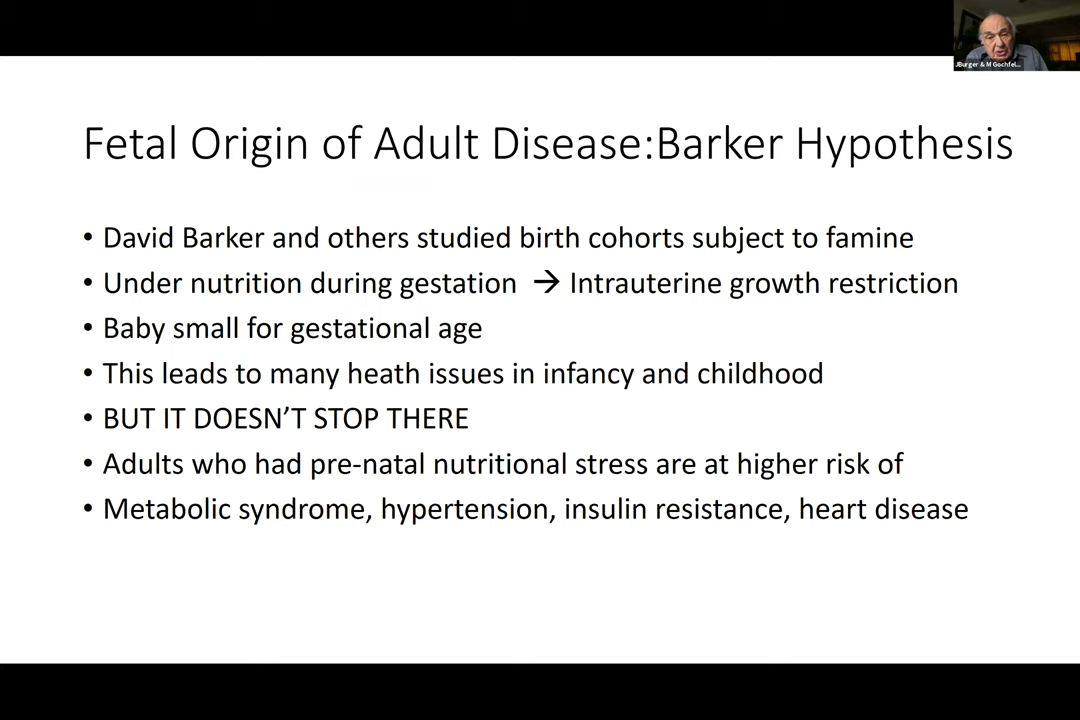 JBurger & M Gochfel...
Fetal Origin of Adult Disease:Barker Hypothesis
• David Barker and others studied birth cohorts subject to famine
• Under nutrition during gestation → Intrauterine growth restriction
• Baby small for gestational age
• This leads to many heath issues in infancy and childhood
• BUT IT DOESN'T STOP THERE
• Adults who had pre-natal nutritional stress are at higher risk of
• Metabolic syndrome, hypertension, insulin resistance, heart disease